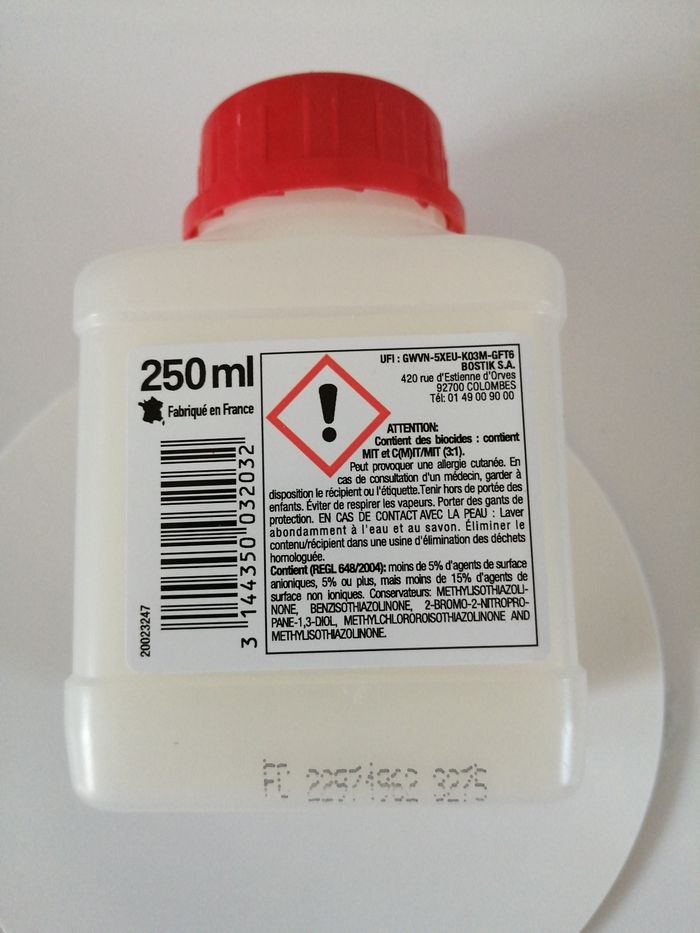 250 ml
Fabriqué en France
3 144350 032032
20023247
UFI : GWVN-5XEU-K03M-GFT6
BOSTIK S.A.
420 rue d'Estienne d'Orves
92700 COLOMBES
Tél: 01 49 00 90 00
ATTENTION:
Contient des biocides : contient
MIT et C(M)IT/MIT (3:1).
Peut provoquer une allergie cutanée. En
cas de consultation d'un médecin, garder à
disposition le récipient ou l'étiquette.Tenir hors de portée des
enfants. Éviter de respirer les vapeurs. Porter des gants de
protection. EN CAS DE CONTACT AVEC LA PEAU : Laver
abondamment à l'eau et au savon. Éliminer le
contenu/récipient dans une usine d'élimination des déchets
homologuée.
Contient (REGL 648/2004): moins de 5% d'agents de surface
anioniques, 5% ou plus, mais moins de 15% d'agents de
surface non ioniques. Conservateurs: METHYLISOTHIAZOLI-
NONE, BENZISOTHIAZOLINONE, 2-BROMO-2-NITROPRO-
PANE-1,3-DIOL, METHYLCHLOROROISOTHIAZOLINONE AND
METHYLISOTHIAZOLINONE.